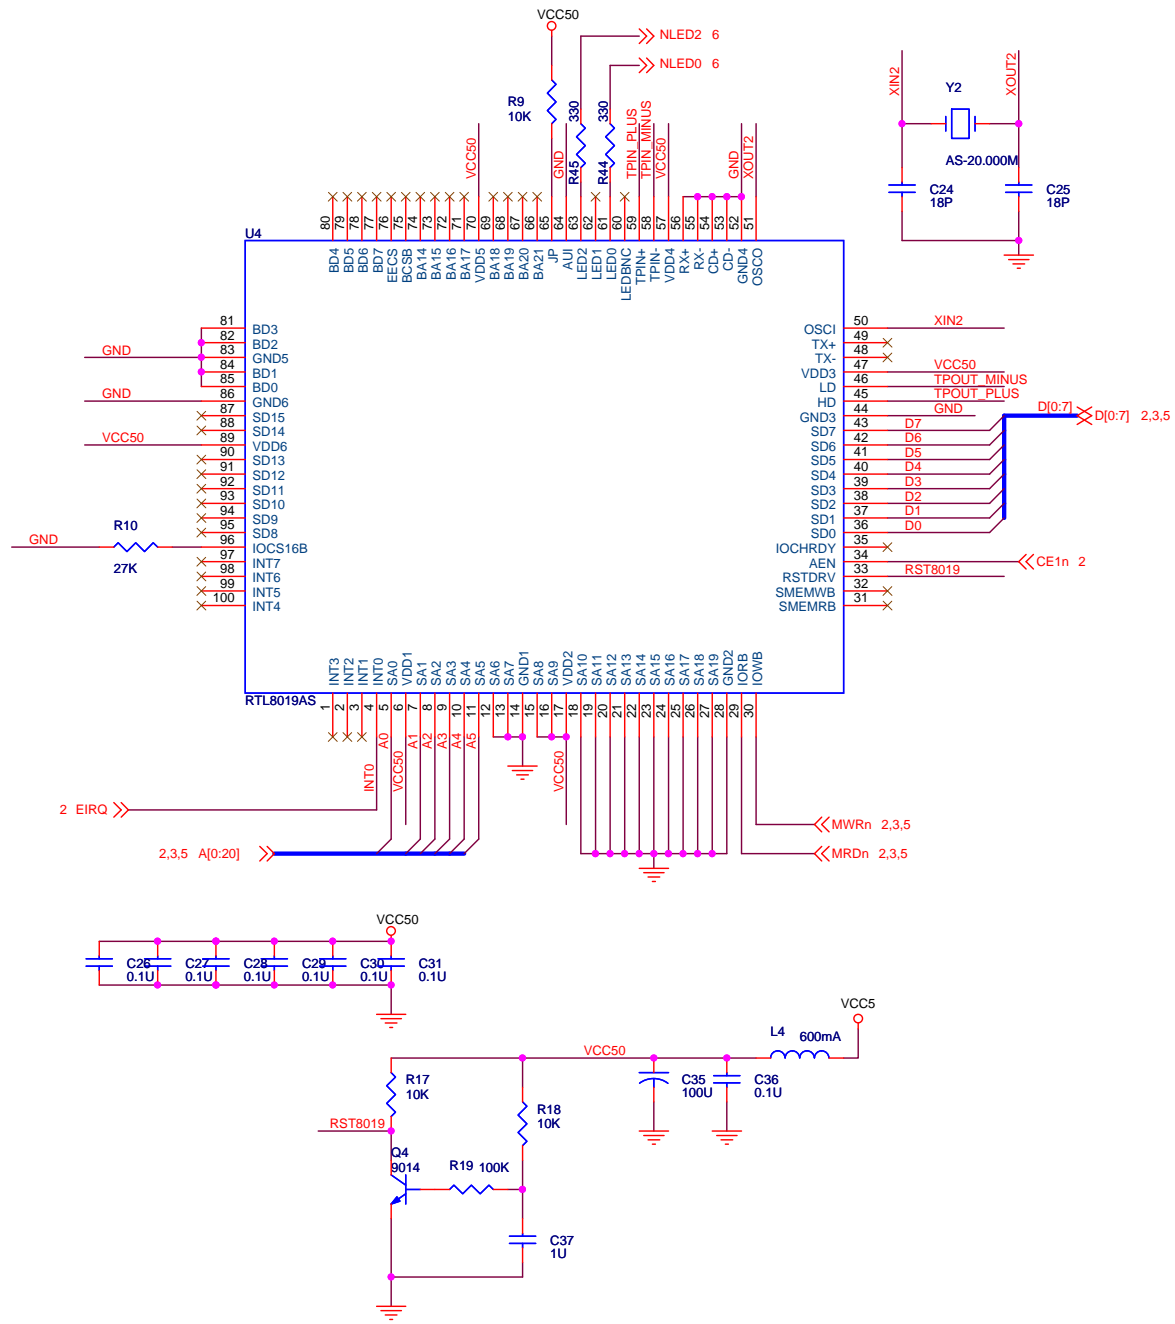 VCC50
NLED2 6
NLED0 6
R9
10K
330
330
R45
R44
VCC50
GND
TPIN_PLUS
TPIN_MINUS
VCC50
GND
XOUT2
XIN2
XOUT2
Y2
AS-20.000M
C24
18P
C25
18P
80 79 78 77 76 75 74 73 72 71 70 69 68 67 66 65 64 63 62 61 60 59 58 57 56 55 54 53 52 51
U4
BD4 BD5 BD6 BD7 EECS BCSB BA14 BA15 BA16 BA17 VDD5 BA18 BA19 BA20 BA21 JP AUI LED2 LED1 LED0 LEDBNC TPIN+ TPIN- VDD4 RX+ RX- CD+ CD- GND4 OSCO
81 BD3
82 BD2
GND 83 GND5
84 BD1
85 BD0
GND 86 GND6
87 SD15
88 SD14
VCC50 89 VDD6
90 SD13
91 SD12
92 SD11
93 SD10
94 SD9
95 SD8
GND R10 27K 96 IOCS16B
97 INT7
98 INT6
99 INT5
100 INT4
OSCI 50 XIN2
TX+ 49
TX- 48
VDD3 47 VCC50
LD 46 TPOUT_MINUS
HD 45 TPOUT_PLUS
GND3 44 GND
D[0:7] D[0:7] 2,3,5
SD7 43 D7
SD6 42 D6
SD5 41 D5
SD4 40 D4
SD3 39 D3
SD2 38 D2
SD1 37 D1
SD0 36 D0
IOCHRDY 35
AEN 34 CE1n 2
RSTDRV 33 RST8019
SMEMWB 32
SMEMRB 31
INT3 INT2 INT1 INT0 SA0 VDD1 SA1 SA2 SA3 SA4 SA5 SA6 SA7 GND1 SA8 SA9 VDD2 SA10 SA11 SA12 SA13 SA14 SA15 SA16 SA17 SA18 SA19 GND2 IORB IOWB
RTL8019AS
1 2 3 4 5 6 7 8 9 10 11 12 13 14 15 16 17 18 19 20 21 22 23 24 25 26 27 28 29 30
INT0 A0 VCC50 A1 A2 A3 A4 A5 VCC50
2 EIRQ
2,3,5 A[0:20]
MWRn 2,3,5
MRDn 2,3,5
VCC50
C26 C27 C28 C29 C30 C31
0.1U 0.1U 0.1U 0.1U 0.1U 0.1U
VCC5
L4 600mA
VCC50
R17
10K
C35
100U
C36
0.1U
R18
10K
RST8019
Q4
9014
R19 100K
C37
1U